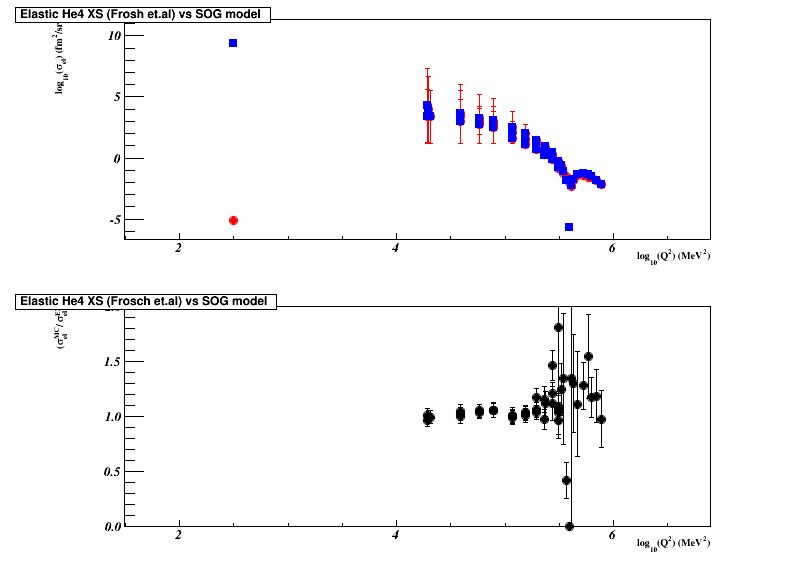 Elastic He4 XS (Frosh et.al) vs SOG model
log₁₀(σₑₗ) (fm²/sr
10
5
0
-5
2
4
6
log₁₀(Q²) (MeV²)
Elastic He4 XS (Frosch et.al) vs SOG model
(σₑₗᴹᶜ/σₑₗᴱ
1.5
1.0
0.5
0.0
2
4
6
log₁₀(Q²) (MeV²)